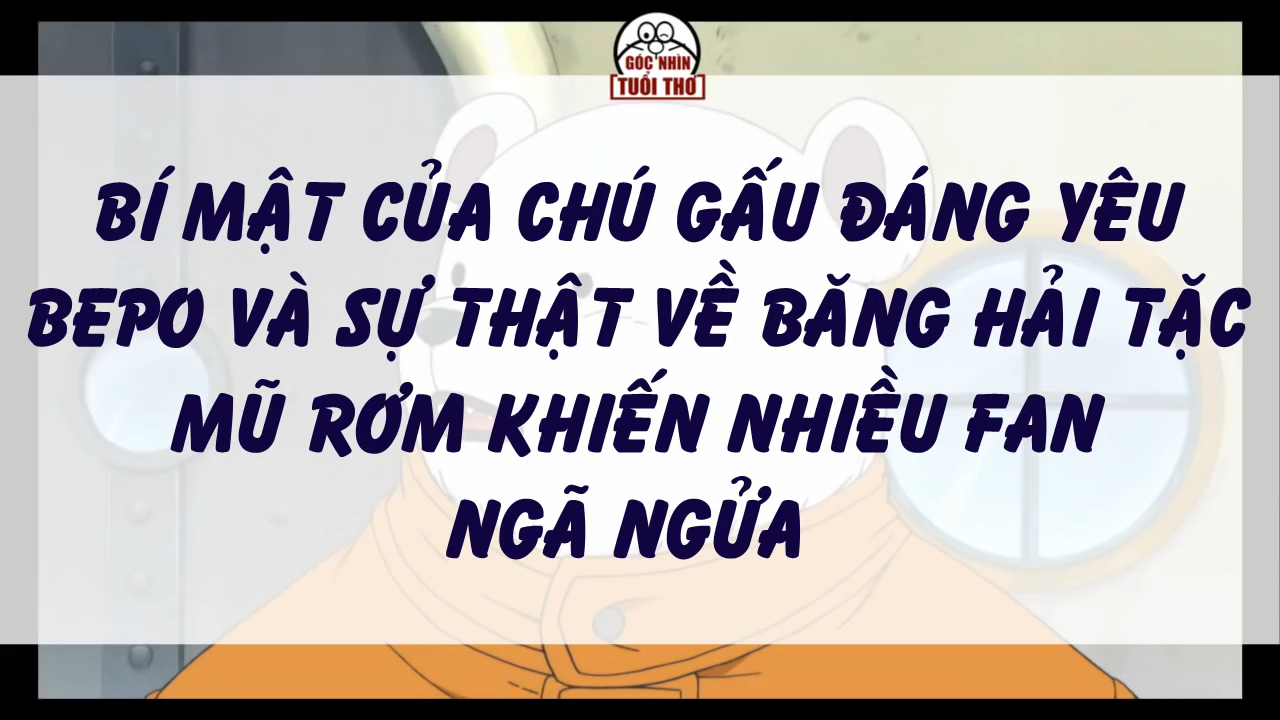 GÓC NHÌN
TUỔI THƠ
BÍ MẬT CỦA CHÚ GẤU ĐÁNG YÊU
BEPO VÀ SỰ THẬT VỀ BĂNG HẢI TẶC
MŨ RƠM KHIẾN NHIỀU FAN
NGÃ NGỬA